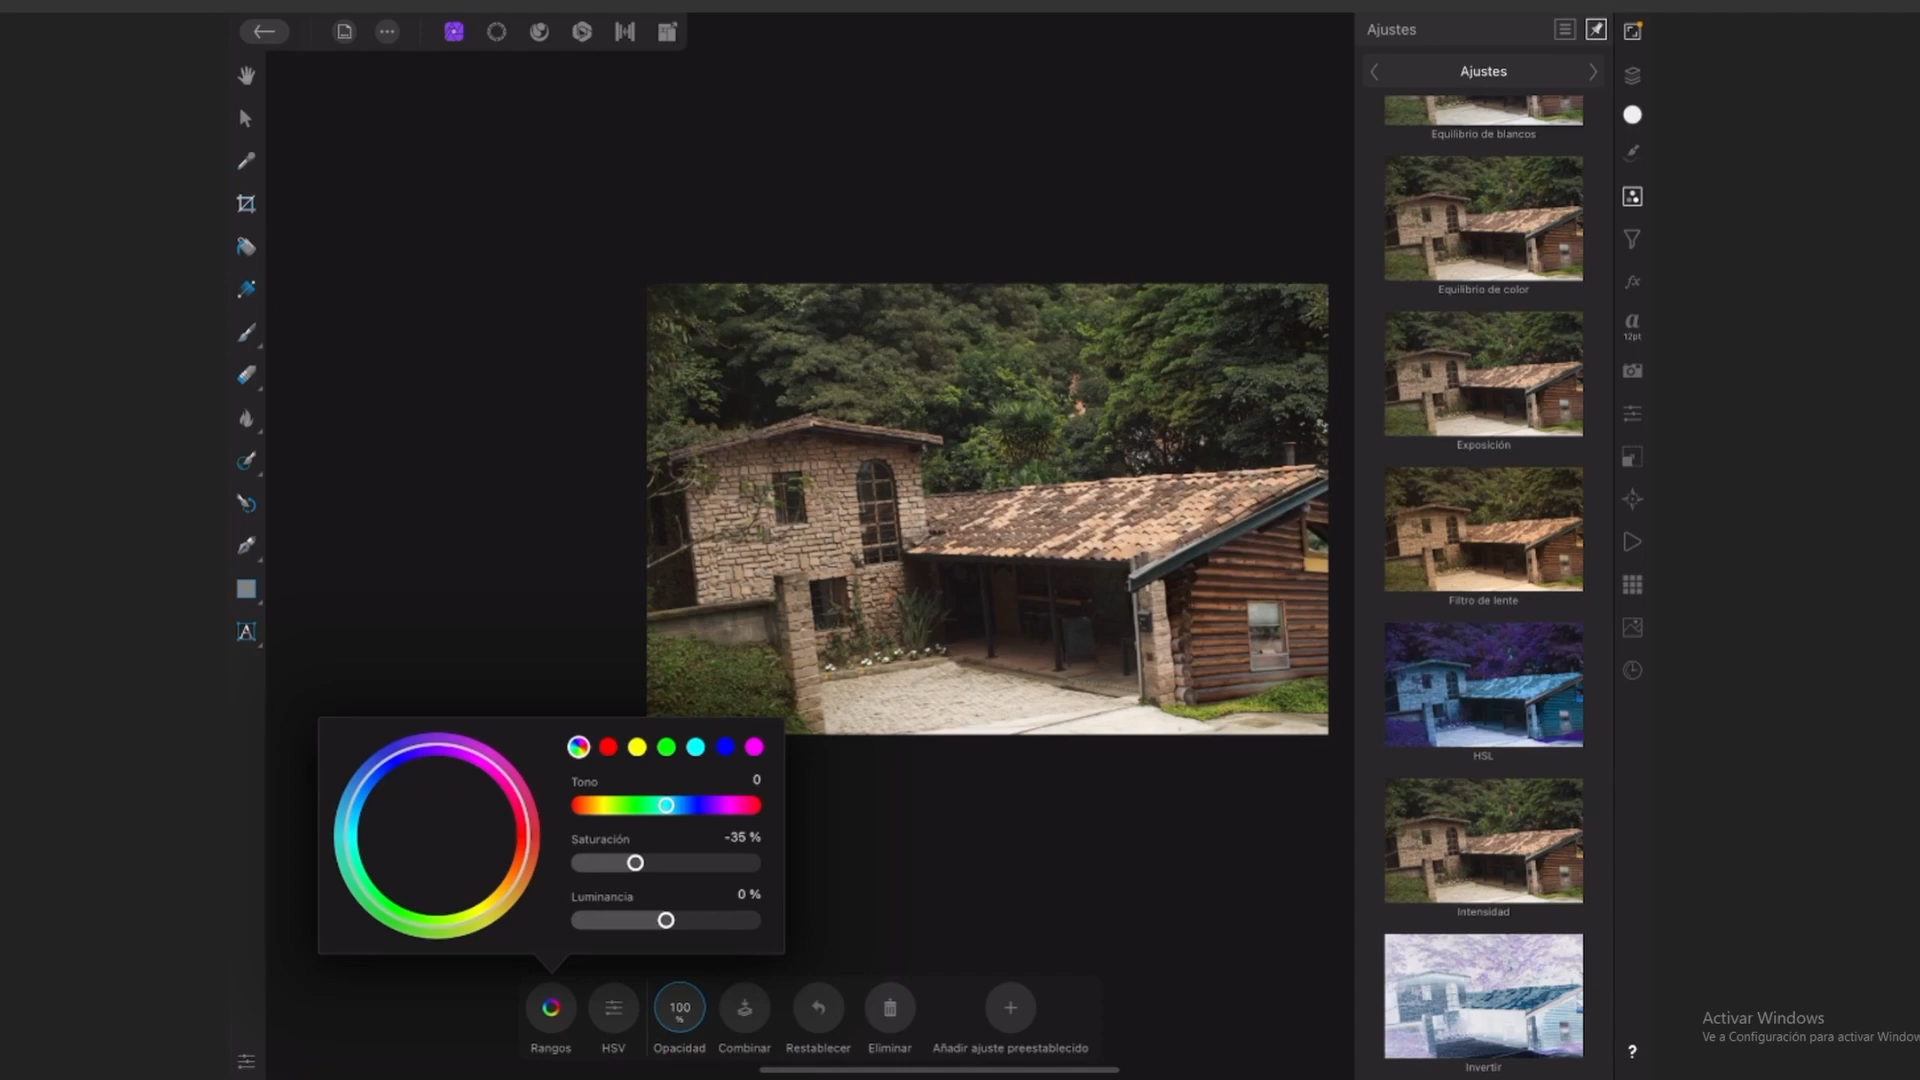 Ajustes
Ajustes
Equilibrio de blancos
Equilibrio de color
Exposición
Filtro de lente
HSL
Intensidad
Invertir
fx
a
12pt
A
Tono
0
Saturación
-35 %
Luminancia
0 %
100
%
Rangos
HSV
Opacidad
Combinar
Restablecer
Eliminar
Añadir ajuste preestablecido
?
Activar Windows
Ve a Configuración para activar Window